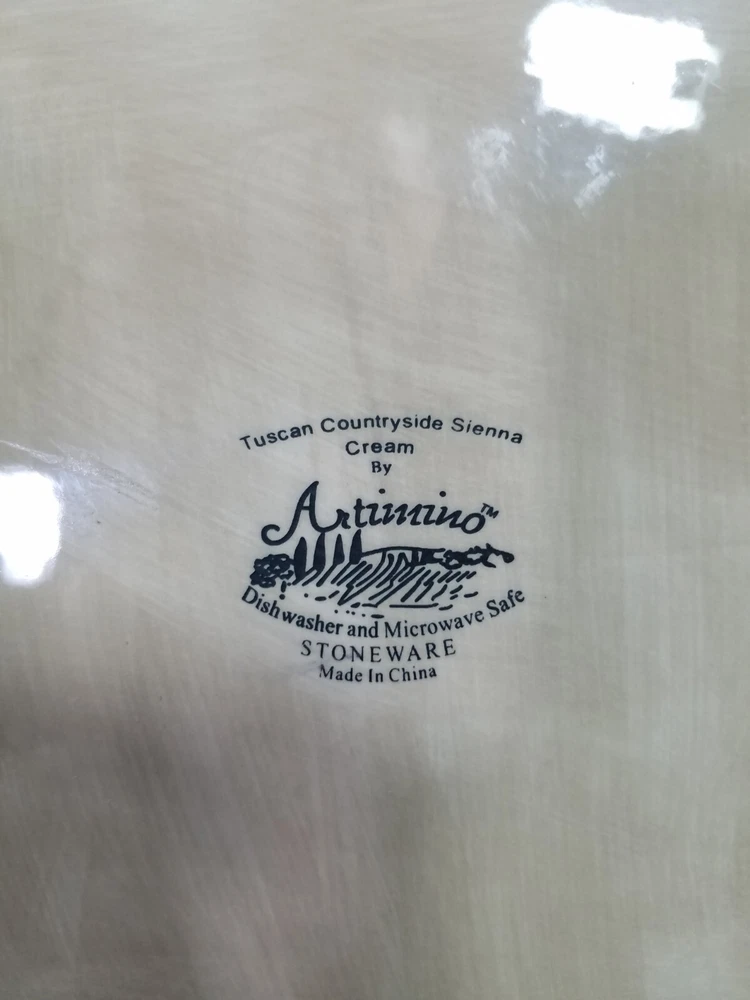 Tuscan Countryside Sienna
Cream
By
Artimino™
Dishwasher and Microwave Safe
STONEWARE
Made In China